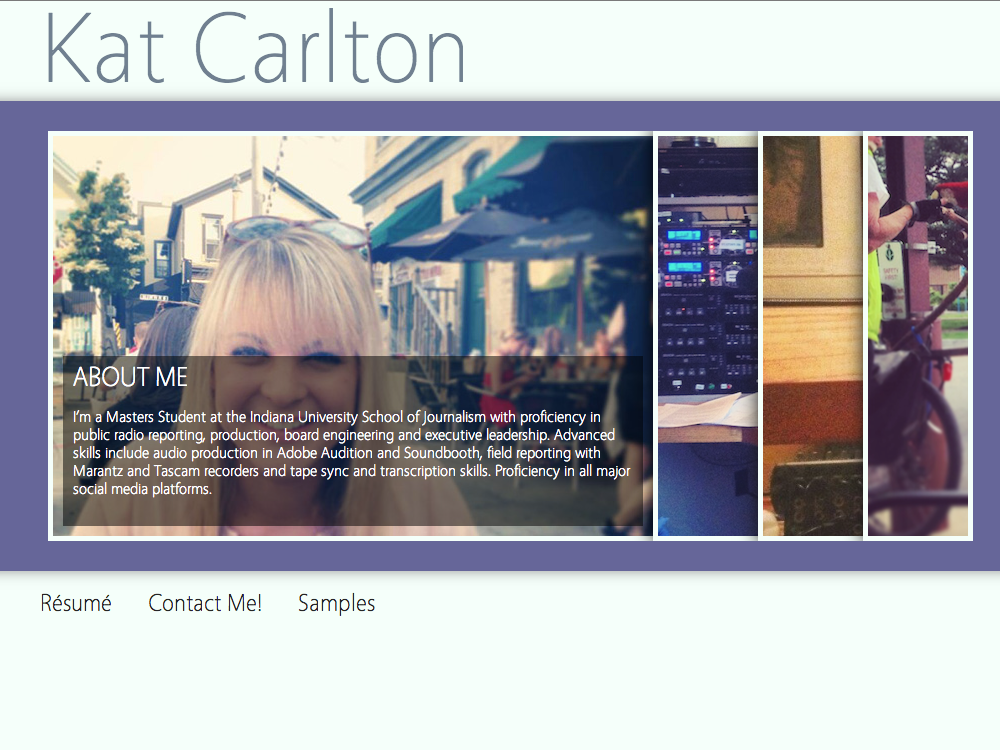 Kat Carlton
ABOUT ME
I'm a Masters Student at the Indiana University School of Journalism with proficiency in
public radio reporting, production, board engineering and executive leadership. Advanced
skills include audio production in Adobe Audition and Soundbooth, field reporting with
Marantz and Tascam recorders and tape sync and transcription skills. Proficiency in all major
social media platforms.
Résumé Contact Me! Samples